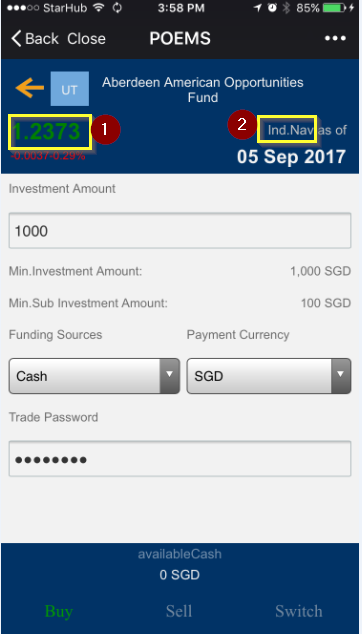 StarHub 3:58 PM 85%
Back Close POEMS •••
UT Aberdeen American Opportunities
Fund
1.2373 1 2 Ind.Nav as of
-0.0037-0.29% 05 Sep 2017
Investment Amount
1000
Min.Investment Amount: 1,000 SGD
Min.Sub Investment Amount: 100 SGD
Funding Sources Payment Currency
Cash SGD
Trade Password
••••••••
availableCash
0 SGD
Buy Sell Switch